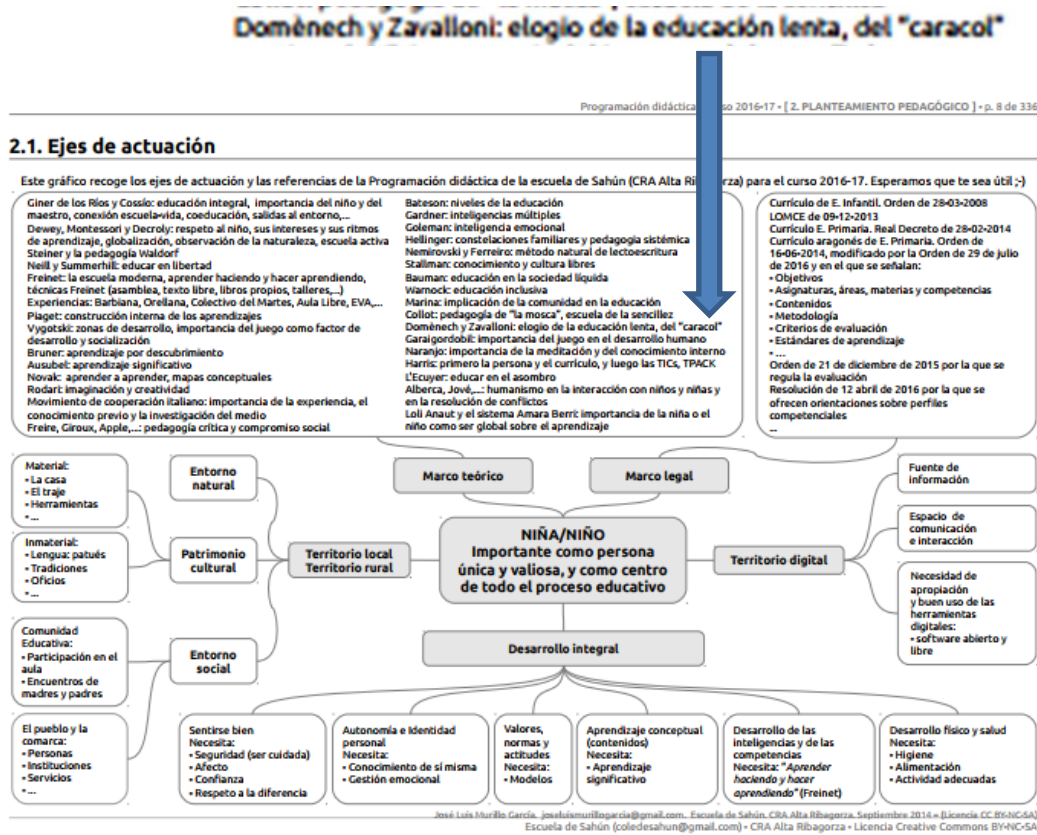 Domènech y Zavalloni: elogio de la educación lenta, del "caracol"
Programación didáctica so 2016-17 • [ 2. PLANTEAMIENTO PEDAGÓGICO ] • p. 8 de 336
2.1. Ejes de actuación
Este gráfico recoge los ejes de actuación y las referencias de la Programación didáctica de la escuela de Sahún (CRA Alta Ri orza) para el curso 2016-17. Esperamos que te sea útil ;-)
Giner de los Ríos y Cossío: educación integral, importancia del niño y del
maestro, conexión escuela-vida, coeducación, salidas al entorno,...
Dewey, Montessori y Decroly: respeto al niño, sus intereses y sus ritmos
de aprendizaje, globalización, observación de la naturaleza, escuela activa
Steiner y la pedagogía Waldorf
Neill y Summerhill: educar en libertad
Freinet: la escuela moderna, aprender haciendo y hacer aprendiendo,
técnicas Freinet (asamblea, texto libre, libros propios, talleres,...)
Experiencias: Barbiana, Orellana, Colectivo del Martes, Aula Libre, EVA,...
Piaget: construcción interna de los aprendizajes
Vygotski: zonas de desarrollo, importancia del juego como factor de
desarrollo y socialización
Bruner: aprendizaje por descubrimiento
Ausubel: aprendizaje significativo
Novak: aprender a aprender, mapas conceptuales
Rodari: imaginación y creatividad
Movimiento de cooperación italiano: importancia de la experiencia, el
conocimiento previo y la investigación del medio
Freire, Giroux, Apple,...: pedagogía crítica y compromiso social
Bateson: niveles de la educación
Gardner: inteligencias múltiples
Goleman: inteligencia emocional
Hellinger: constelaciones familiares y pedagogia sistémica
Nemirovski y Ferreiro: método natural de lectoescritura
Stallman: conocimiento y cultura libres
Bauman: educación en la sociedad líquida
Warnock: educación inclusiva
Marina: implicación de la comunidad en la educación
Collot: pedagogía de "la mosca", escuela de la sencillez
Domènech y Zavalloni: elogio de la educación lenta, del "caracol"
Garaigordobil: importancia del juego en el desarrollo humano
Naranjo: importancia de la meditación y del conocimiento interno
Harris: primero la persona y el currículo, y luego las TICs, TPACK
L'Ecuyer: educar en el asombro
Alberca, Jové,...: humanismo en la interacción con niños y niñas y
en la resolución de conflictos
Loli Anaut y el sistema Amara Berri: importancia de la niña o el
niño como ser global sobre el aprendizaje
Currículo de E. Infantil. Orden de 28-03-2008
LOMCE de 09-12-2013
Currículo E. Primaria. Real Decreto de 28-02-2014
Currículo aragonés de E. Primaria. Orden de
16-06-2014, modificado por la Orden de 29 de julio
de 2016 y en el que se señalan:
• Objetivos
• Asignaturas, áreas, materias y competencias
• Contenidos
• Metodología
• Criterios de evaluación
• Estándares de aprendizaje
• ...
Orden de 21 de diciembre de 2015 por la que se
regula la evaluación
Resolución de 12 abril de 2016 por la que se
ofrecen orientaciones sobre perfiles
competenciales
...
Marco teórico
Marco legal
Material:
• La casa
• El traje
• Herramientas
• ...
Inmaterial:
• Lengua: patués
• Tradiciones
• Oficios
• ...
Comunidad
Educativa:
• Participación en el
aula
• Encuentros de
madres y padres
El pueblo y la
comarca:
• Personas
• Instituciones
• Servicios
• ...
Entorno
natural
Patrimonio
cultural
Entorno
social
Territorio local
Territorio rural
NIÑA/NIÑO
Importante como persona
única y valiosa, y como centro
de todo el proceso educativo
Territorio digital
Fuente de
información
Espacio de
comunicación
e interacción
Necesidad de
apropiación
y buen uso de las
herramientas
digitales:
• software abierto y
libre
Desarrollo integral
Sentirse bien
Necesita:
• Seguridad (ser cuidada)
• Afecto
• Confianza
• Respeto a la diferencia
Autonomía e Identidad
personal
Necesita:
• Conocimiento de sí misma
• Gestión emocional
Valores,
normas y
actitudes
Necesita:
• Modelos
Aprendizaje conceptual
(contenidos)
Necesita:
• Aprendizaje
significativo
Desarrollo de las
inteligencias y de las
competencias
Necesita: "Aprender
haciendo y hacer
aprendiendo" (Freinet)
Desarrollo físico y salud
Necesita:
• Higiene
• Alimentación
• Actividad adecuadas
José Luis Murillo García. joseluismurillogarcia@gmail.com. Escuela de Sahún. CRA Alta Ribagorza. Septiembre 2014 = (Licencia CC BY-NC-SA)
Escuela de Sahún (coledesahun@gmail.com) • CRA Alta Ribagorza • Licencia Creative Commons BY-NC-SA